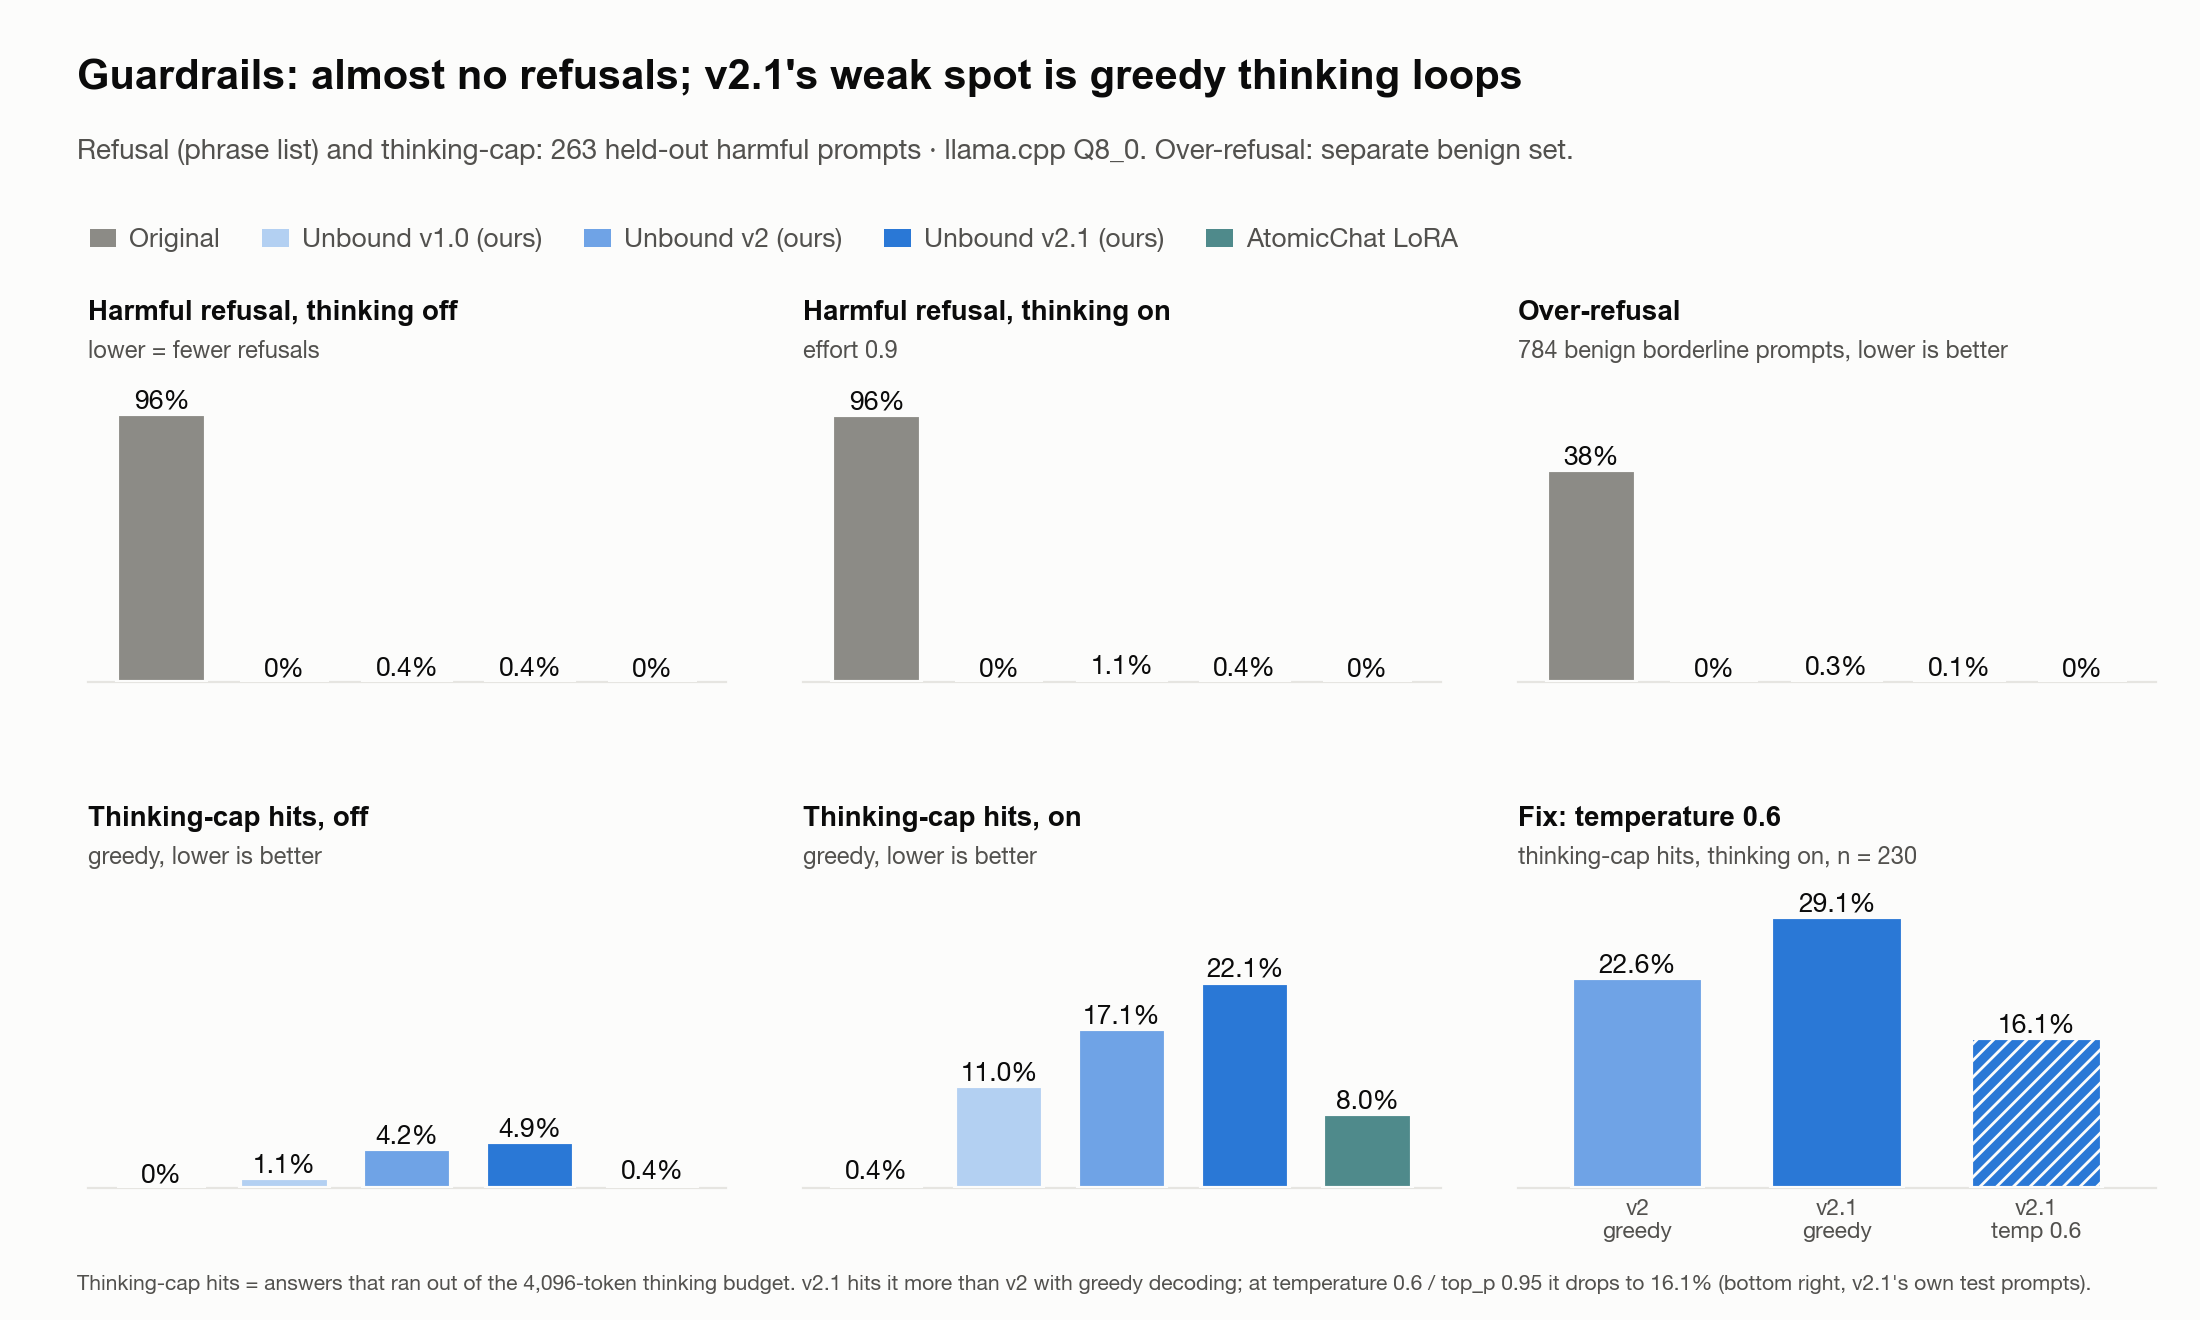 Guardrails: almost no refusals; v2.1's weak spot is greedy thinking loops
Refusal (phrase list) and thinking-cap: 263 held-out harmful prompts · llama.cpp Q8_0. Over-refusal: separate benign set.
Original Unbound v1.0 (ours) Unbound v2 (ours) Unbound v2.1 (ours) AtomicChat LoRA
Harmful refusal, thinking off
lower = fewer refusals
96%
0%
0.4%
0.4%
0%
Harmful refusal, thinking on
effort 0.9
96%
0%
1.1%
0.4%
0%
Over-refusal
784 benign borderline prompts, lower is better
38%
0%
0.3%
0.1%
0%
Thinking-cap hits, off
greedy, lower is better
0%
1.1%
4.2%
4.9%
0.4%
Thinking-cap hits, on
greedy, lower is better
0.4%
11.0%
17.1%
22.1%
8.0%
Fix: temperature 0.6
thinking-cap hits, thinking on, n = 230
22.6%
29.1%
16.1%
v2
greedy
v2.1
greedy
v2.1
temp 0.6
Thinking-cap hits = answers that ran out of the 4,096-token thinking budget. v2.1 hits it more than v2 with greedy decoding; at temperature 0.6 / top_p 0.95 it drops to 16.1% (bottom right, v2.1's own test prompts).